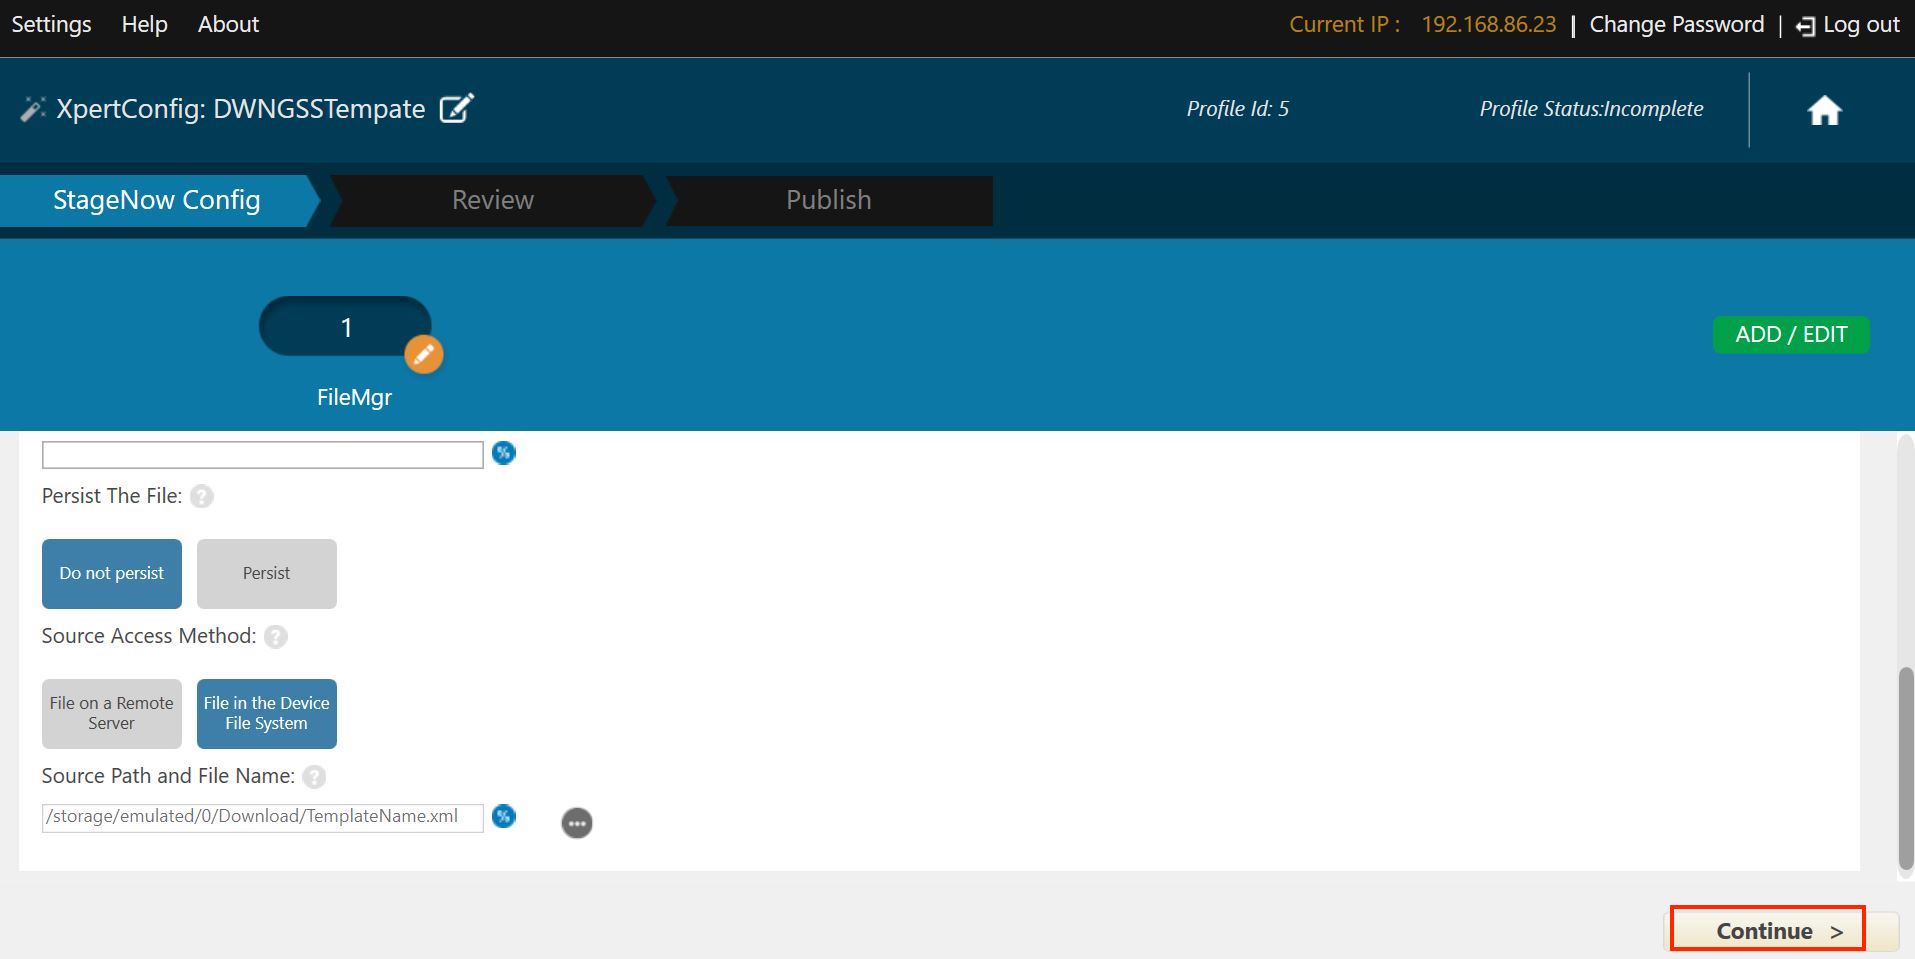 Settings Help About Current IP : 192.168.86.23 | Change Password | Log out
XpertConfig: DWNGSSTempate Profile Id: 5 Profile Status:Incomplete
StageNow Config Review Publish
1
ADD / EDIT
FileMgr
Persist The File: ?
Do not persist Persist
Source Access Method: ?
File on a Remote Server File in the Device File System
Source Path and File Name: ?
/storage/emulated/0/Download/TemplateName.xml
Continue >